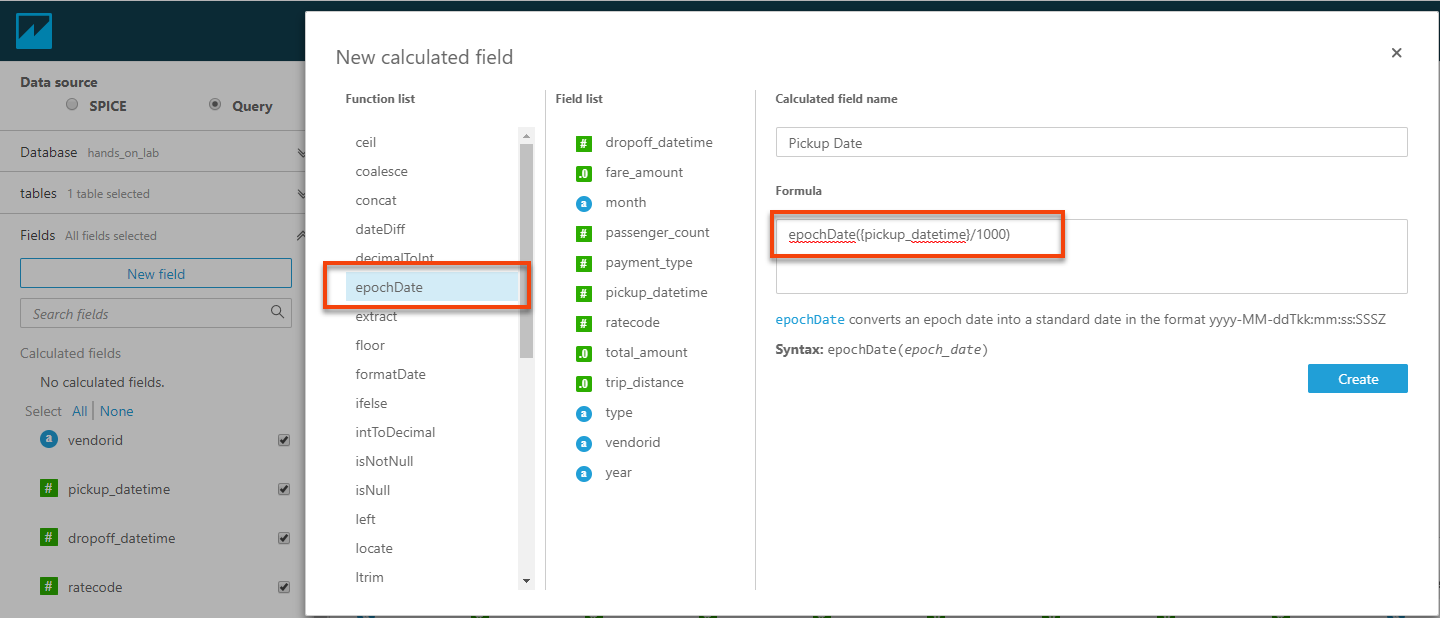 New calculated field
Data source
SPICE
Query
Database hands_on_lab
tables 1 table selected
Fields All fields selected
New field
Search fields
Calculated fields
No calculated fields.
Select All | None
a vendorid
# pickup_datetime
# dropoff_datetime
# ratecode
Function list
ceil
coalesce
concat
dateDiff
decimalToInt
epochDate
extract
floor
formatDate
ifelse
intToDecimal
isNotNull
isNull
left
locate
ltrim
Field list
# dropoff_datetime
.0 fare_amount
a month
# passenger_count
# payment_type
# pickup_datetime
# ratecode
.0 total_amount
.0 trip_distance
a type
a vendorid
a year
Calculated field name
Pickup Date
Formula
epochDate({pickup_datetime}/1000)
epochDate converts an epoch date into a standard date in the format yyyy-MM-ddTkk:mm:ss:SSSZ
Syntax: epochDate(epoch_date)
Create